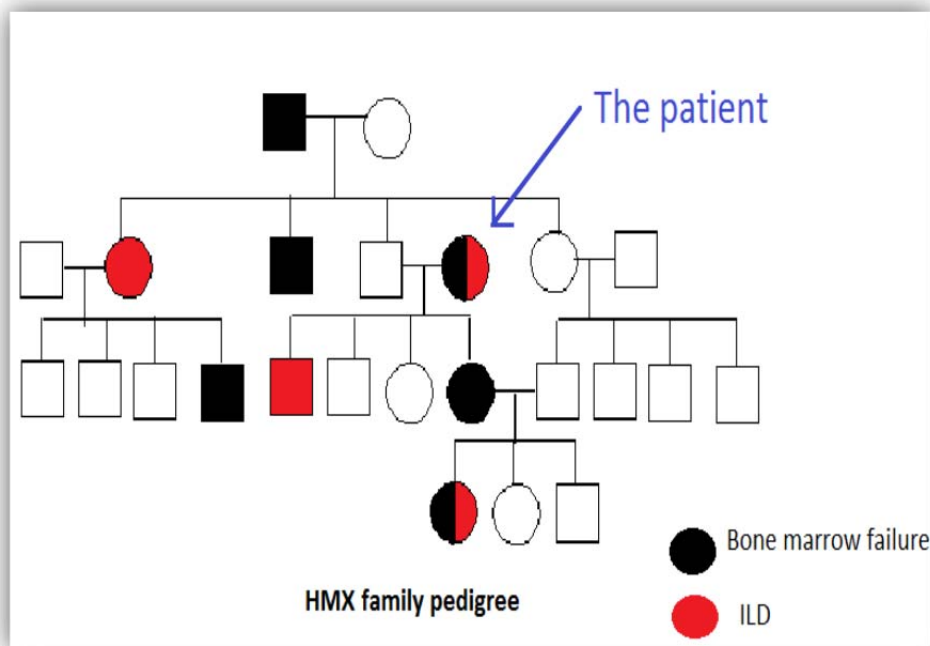 The patient
Bone marrow failure
HMX family pedigree
ILD